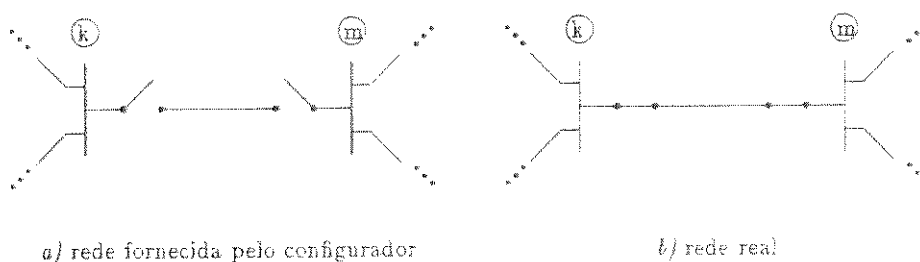 k m k m
a) rede fornecida pelo configurador b) rede real